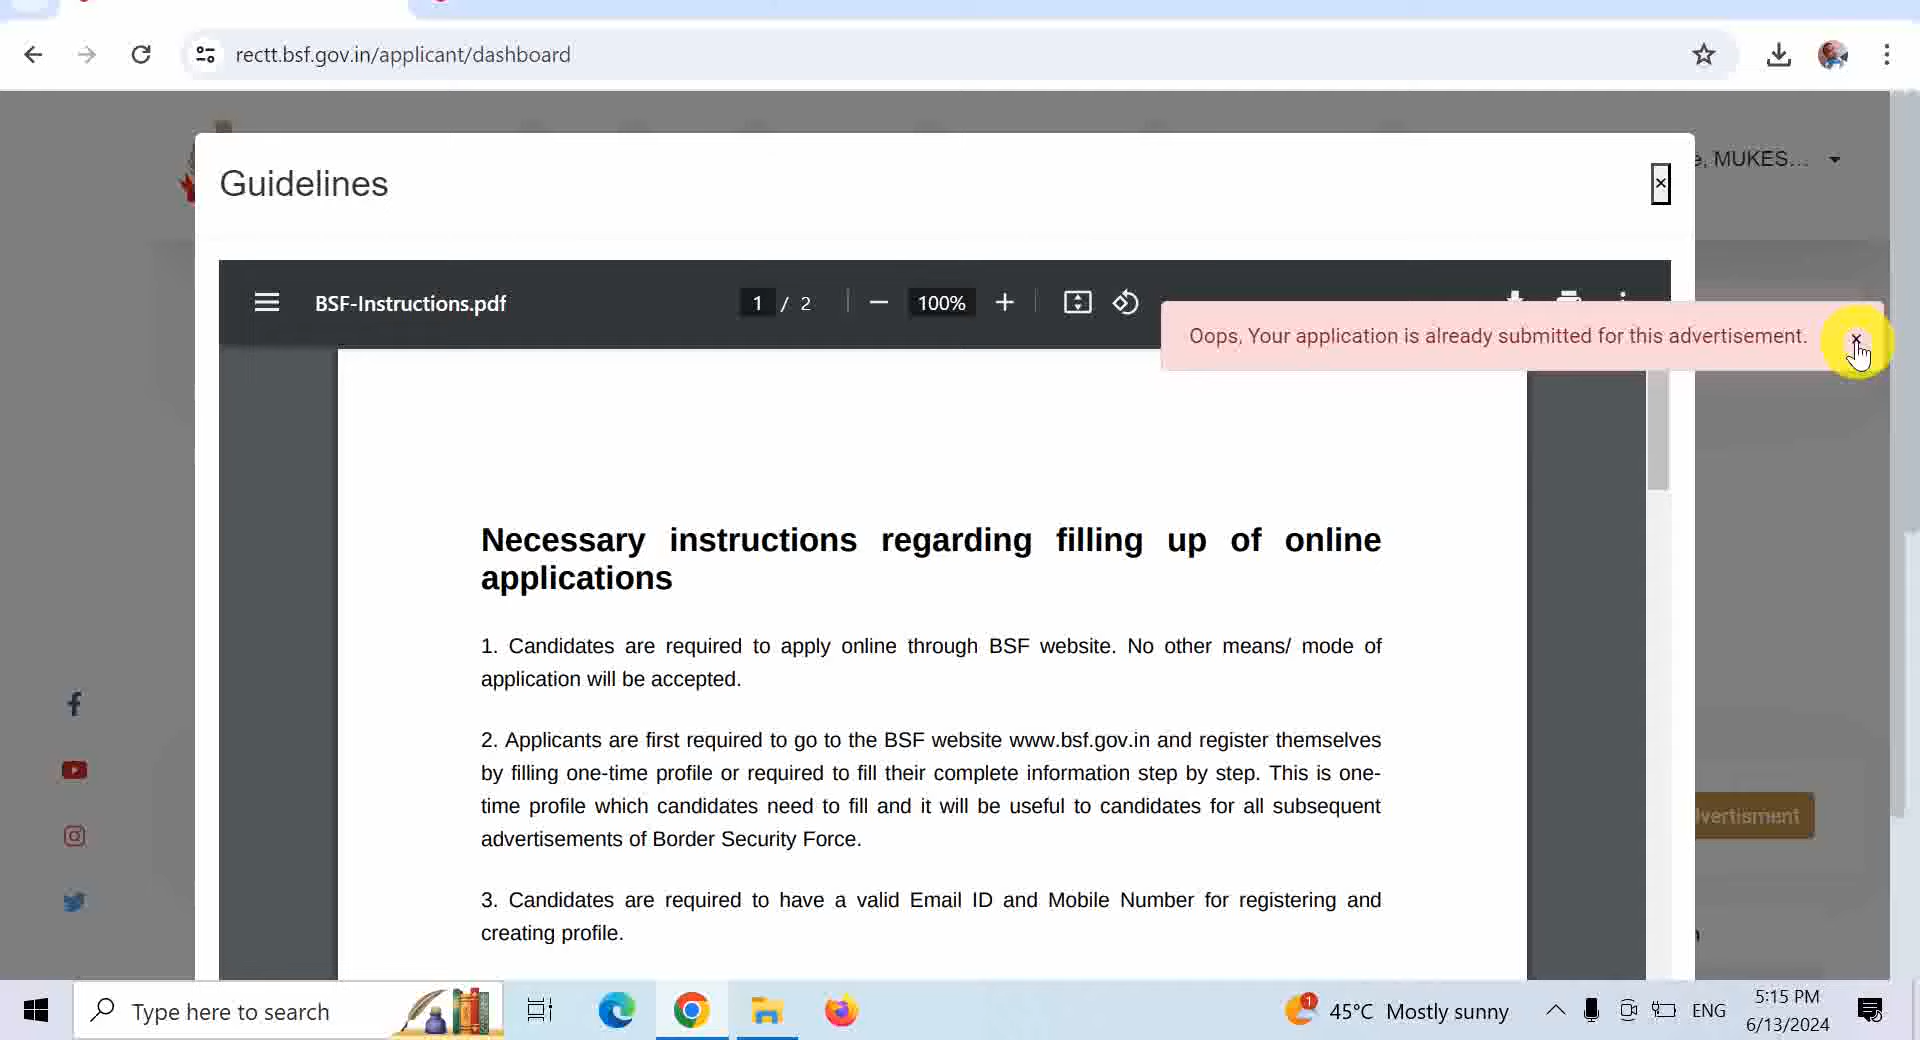 rectt.bsf.gov.in/applicant/dashboard
e, MUKES...
Guidelines
×
BSF-Instructions.pdf
1 / 2
100%
Oops, Your application is already submitted for this advertisement.
×
Necessary instructions regarding filling up of online
applications
1. Candidates are required to apply online through BSF website. No other means/ mode of
application will be accepted.
2. Applicants are first required to go to the BSF website www.bsf.gov.in and register themselves
by filling one-time profile or required to fill their complete information step by step. This is one-
time profile which candidates need to fill and it will be useful to candidates for all subsequent
advertisements of Border Security Force.
vertisment
3. Candidates are required to have a valid Email ID and Mobile Number for registering and
creating profile.
Type here to search
1
45°C Mostly sunny
ENG
5:15 PM
6/13/2024